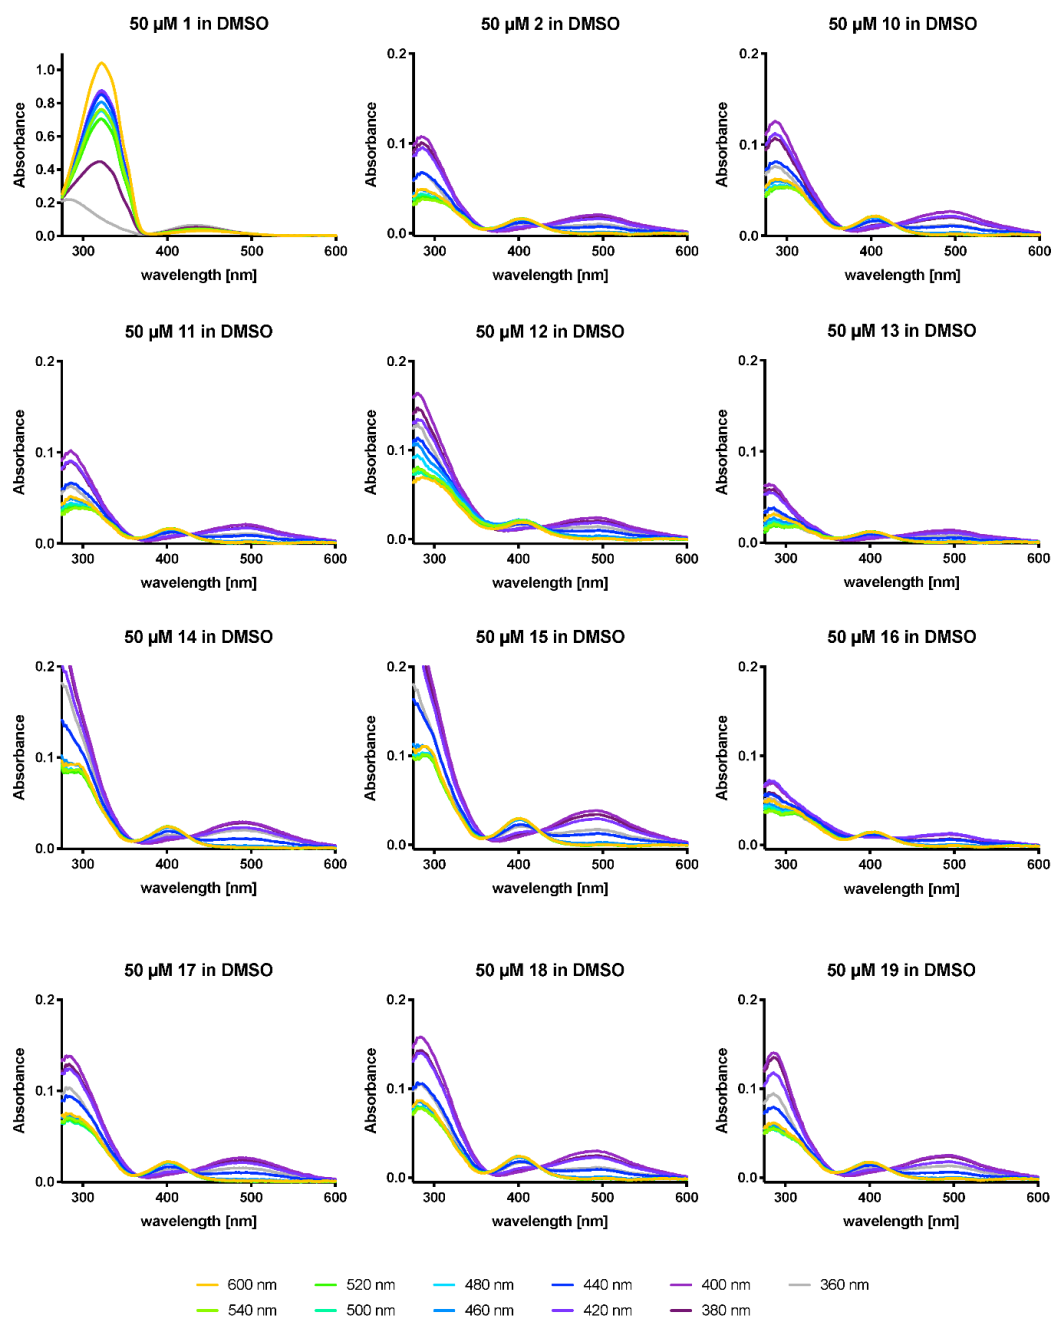 50 µM 1 in DMSO
50 µM 2 in DMSO
50 µM 10 in DMSO
Absorbance
1.0
0.8
0.6
0.4
0.2
0.0
300 400 500 600
wavelength [nm]
Absorbance
0.2
0.1
0.0
300 400 500 600
wavelength [nm]
Absorbance
0.2
0.1
0.0
300 400 500 600
wavelength [nm]
50 µM 11 in DMSO
50 µM 12 in DMSO
50 µM 13 in DMSO
Absorbance
0.2
0.1
0.0
300 400 500 600
wavelength [nm]
Absorbance
0.2
0.1
0.0
300 400 500 600
wavelength [nm]
Absorbance
0.2
0.1
0.0
300 400 500 600
wavelength [nm]
50 µM 14 in DMSO
50 µM 15 in DMSO
50 µM 16 in DMSO
Absorbance
0.2
0.1
0.0
300 400 500 600
wavelength [nm]
Absorbance
0.2
0.1
0.0
300 400 500 600
wavelength [nm]
Absorbance
0.2
0.1
0.0
300 400 500 600
wavelength [nm]
50 µM 17 in DMSO
50 µM 18 in DMSO
50 µM 19 in DMSO
Absorbance
0.2
0.1
0.0
300 400 500 600
wavelength [nm]
Absorbance
0.2
0.1
0.0
300 400 500 600
wavelength [nm]
Absorbance
0.2
0.1
0.0
300 400 500 600
wavelength [nm]
600 nm 520 nm 480 nm 440 nm 400 nm 360 nm
540 nm 500 nm 460 nm 420 nm 380 nm